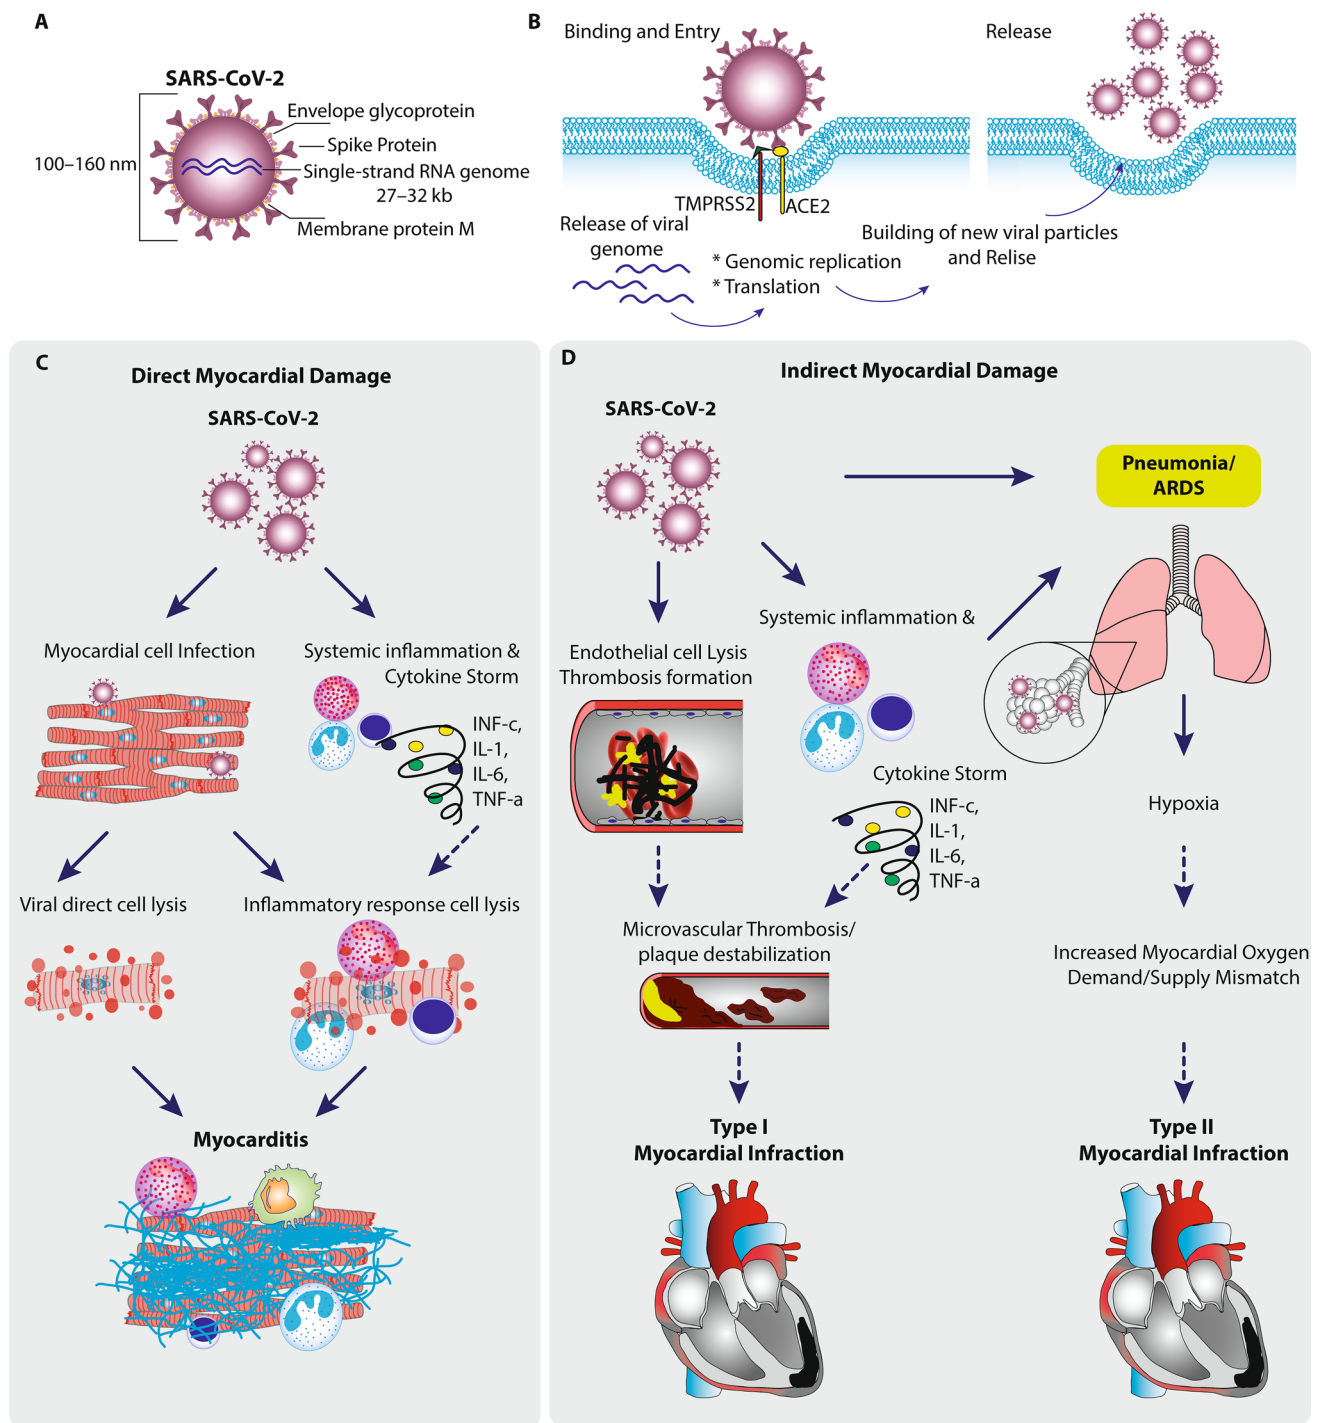 A
SARS-CoV-2
100–160 nm
Envelope glycoprotein
Spike Protein
Single-strand RNA genome
27–32 kb
Membrane protein M
B
Binding and Entry
Release
TMPRSS2
ACE2
Release of viral
genome
* Genomic replication
* Translation
Building of new viral particles
and Relise
C
Direct Myocardial Damage
SARS-CoV-2
Myocardial cell Infection
Systemic inflammation &
Cytokine Storm
INF-c,
IL-1,
IL-6,
TNF-a
Viral direct cell lysis
Inflammatory response cell lysis
Myocarditis
D
Indirect Myocardial Damage
SARS-CoV-2
Pneumonia/
ARDS
Systemic inflammation &
Endothelial cell Lysis
Thrombosis formation
Cytokine Storm
INF-c,
IL-1,
IL-6,
TNF-a
Hypoxia
Microvascular Thrombosis/
plaque destabilization
Increased Myocardial Oxygen
Demand/Supply Mismatch
Type I
Myocardial Infraction
Type II
Myocardial Infraction